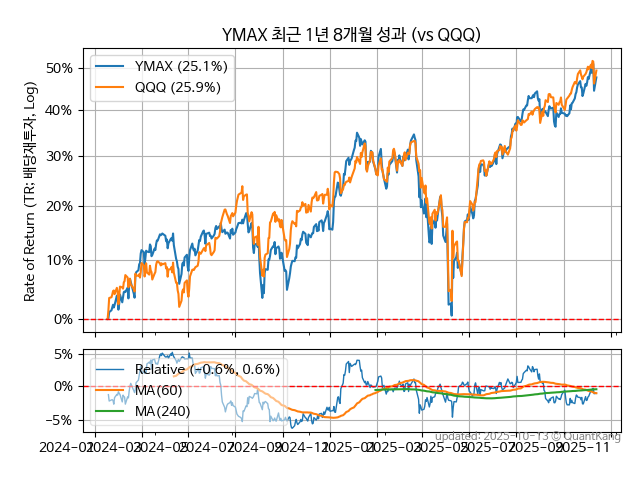 YMAX 최근 1년 8개월 성과 (vs QQQ)
Rate of Return (TR: 배당재투자, Log)
50%
40%
30%
20%
10%
0%
YMAX (25.1%)
QQQ (25.9%)
5%
0%
−5%
Relative (−0.6%, 0.6%)
MA(60)
MA(240)
2024−01 2024−03 2024−05 2024−07 2024−09 2024−11 2025−01 2025−03 2025−05 2025−07 2025−09 2025−11
updated: 2025−10−13 © QuantKang